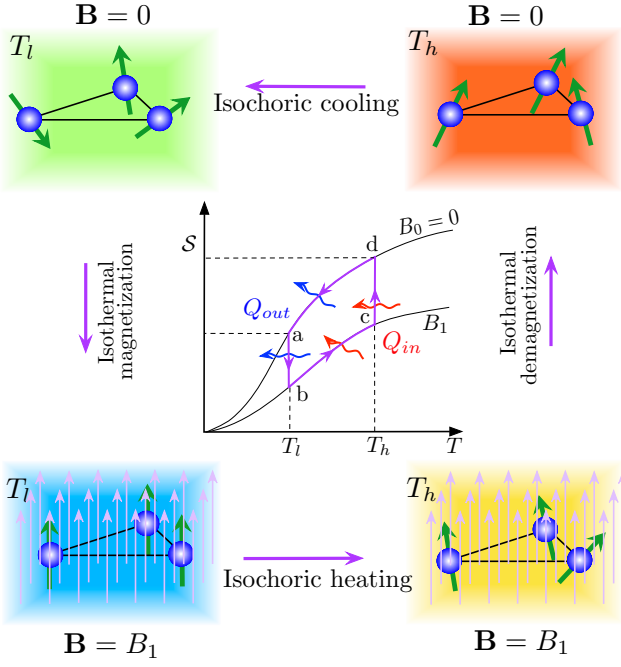 B = 0
B = 0
T_l
T_h
Isochoric cooling
Isothermal
magnetization
S
d
B_0 = 0
Q_out
a
c
B_1
Q_in
b
T_l
T_h
T
Isothermal
demagnetization
T_l
T_h
Isochoric heating
B = B_1
B = B_1